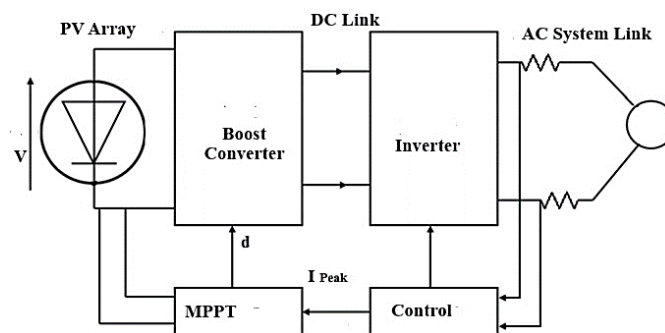 PV Array
DC Link
AC System Link
V
Boost
Converter
Inverter
d
I Peak
MPPT
Control